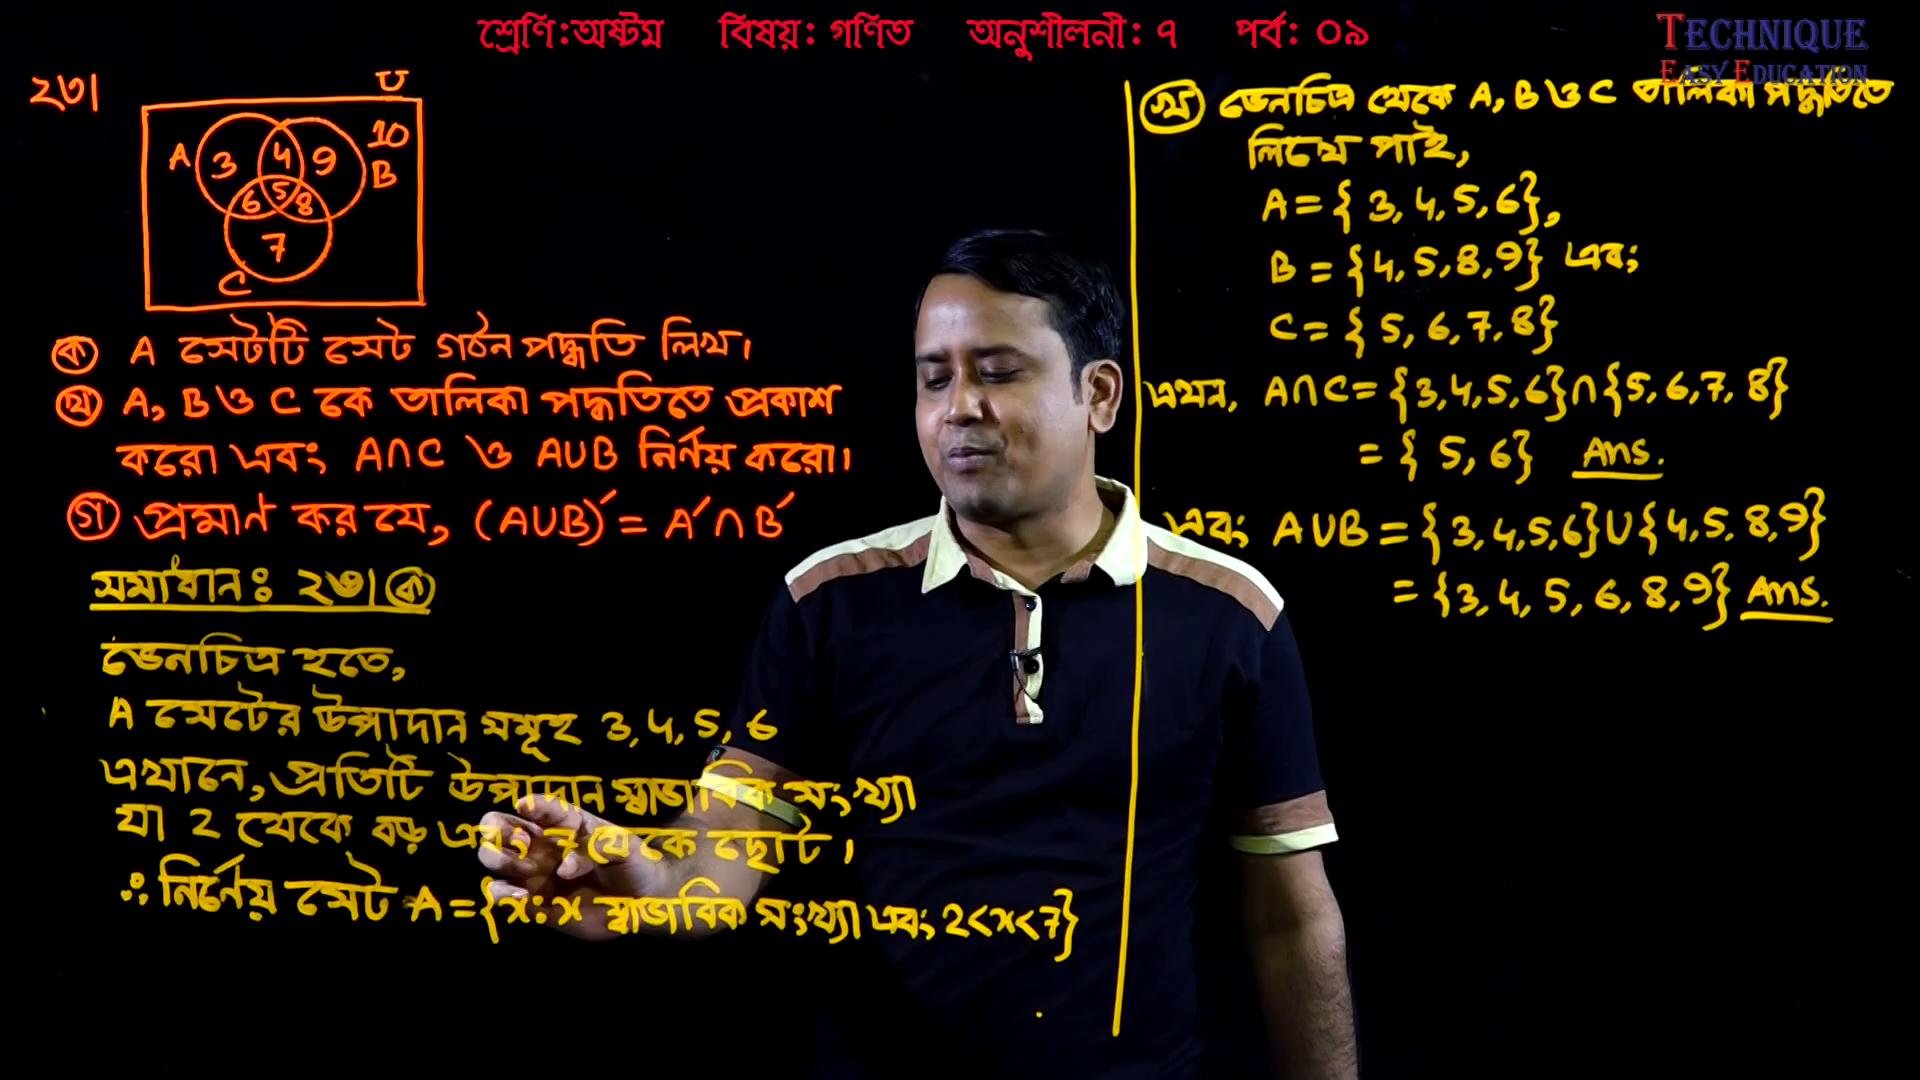 শ্রেণি:অষ্টম বিষয়: গণিত অনুশীলনী: ৭ পর্ব: ০৯
TECHNIQUE
EASY EDUCATION
২৩।
U
A 3 4 9 10
B
6 5 8
7
C
ক A সেটটি সেট গঠন পদ্ধতি লিখ।
খ A, B ও C কে তালিকা পদ্ধতিতে প্রকাশ
করো এবং A∩C ও A∪B নির্ণয় করো।
গ প্রমাণ কর যে, (A∪B)′ = A′∩B′
সমাধান: ২৩। ক
ভেনচিত্র হতে,
A সেটের উপাদান সমূহ 3, 4, 5, 6
এখানে, প্রতিটি উপাদান স্বাভাবিক সংখ্যা
যা 2 থেকে বড় এবং 7 থেকে ছোট।
∴ নির্ণেয় সেট A = {x : x স্বাভাবিক সংখ্যা এবং 2<x<7}
খ ভেনচিত্র থেকে A, B ও C তালিকা পদ্ধতিতে
লিখে পাই,
A = {3, 4, 5, 6},
B = {4, 5, 8, 9} এবং
C = {5, 6, 7, 8}
এখন, A∩C = {3, 4, 5, 6}∩{5, 6, 7, 8}
= {5, 6} Ans.
এবং A∪B = {3, 4, 5, 6}∪{4, 5, 8, 9}
= {3, 4, 5, 6, 8, 9} Ans.